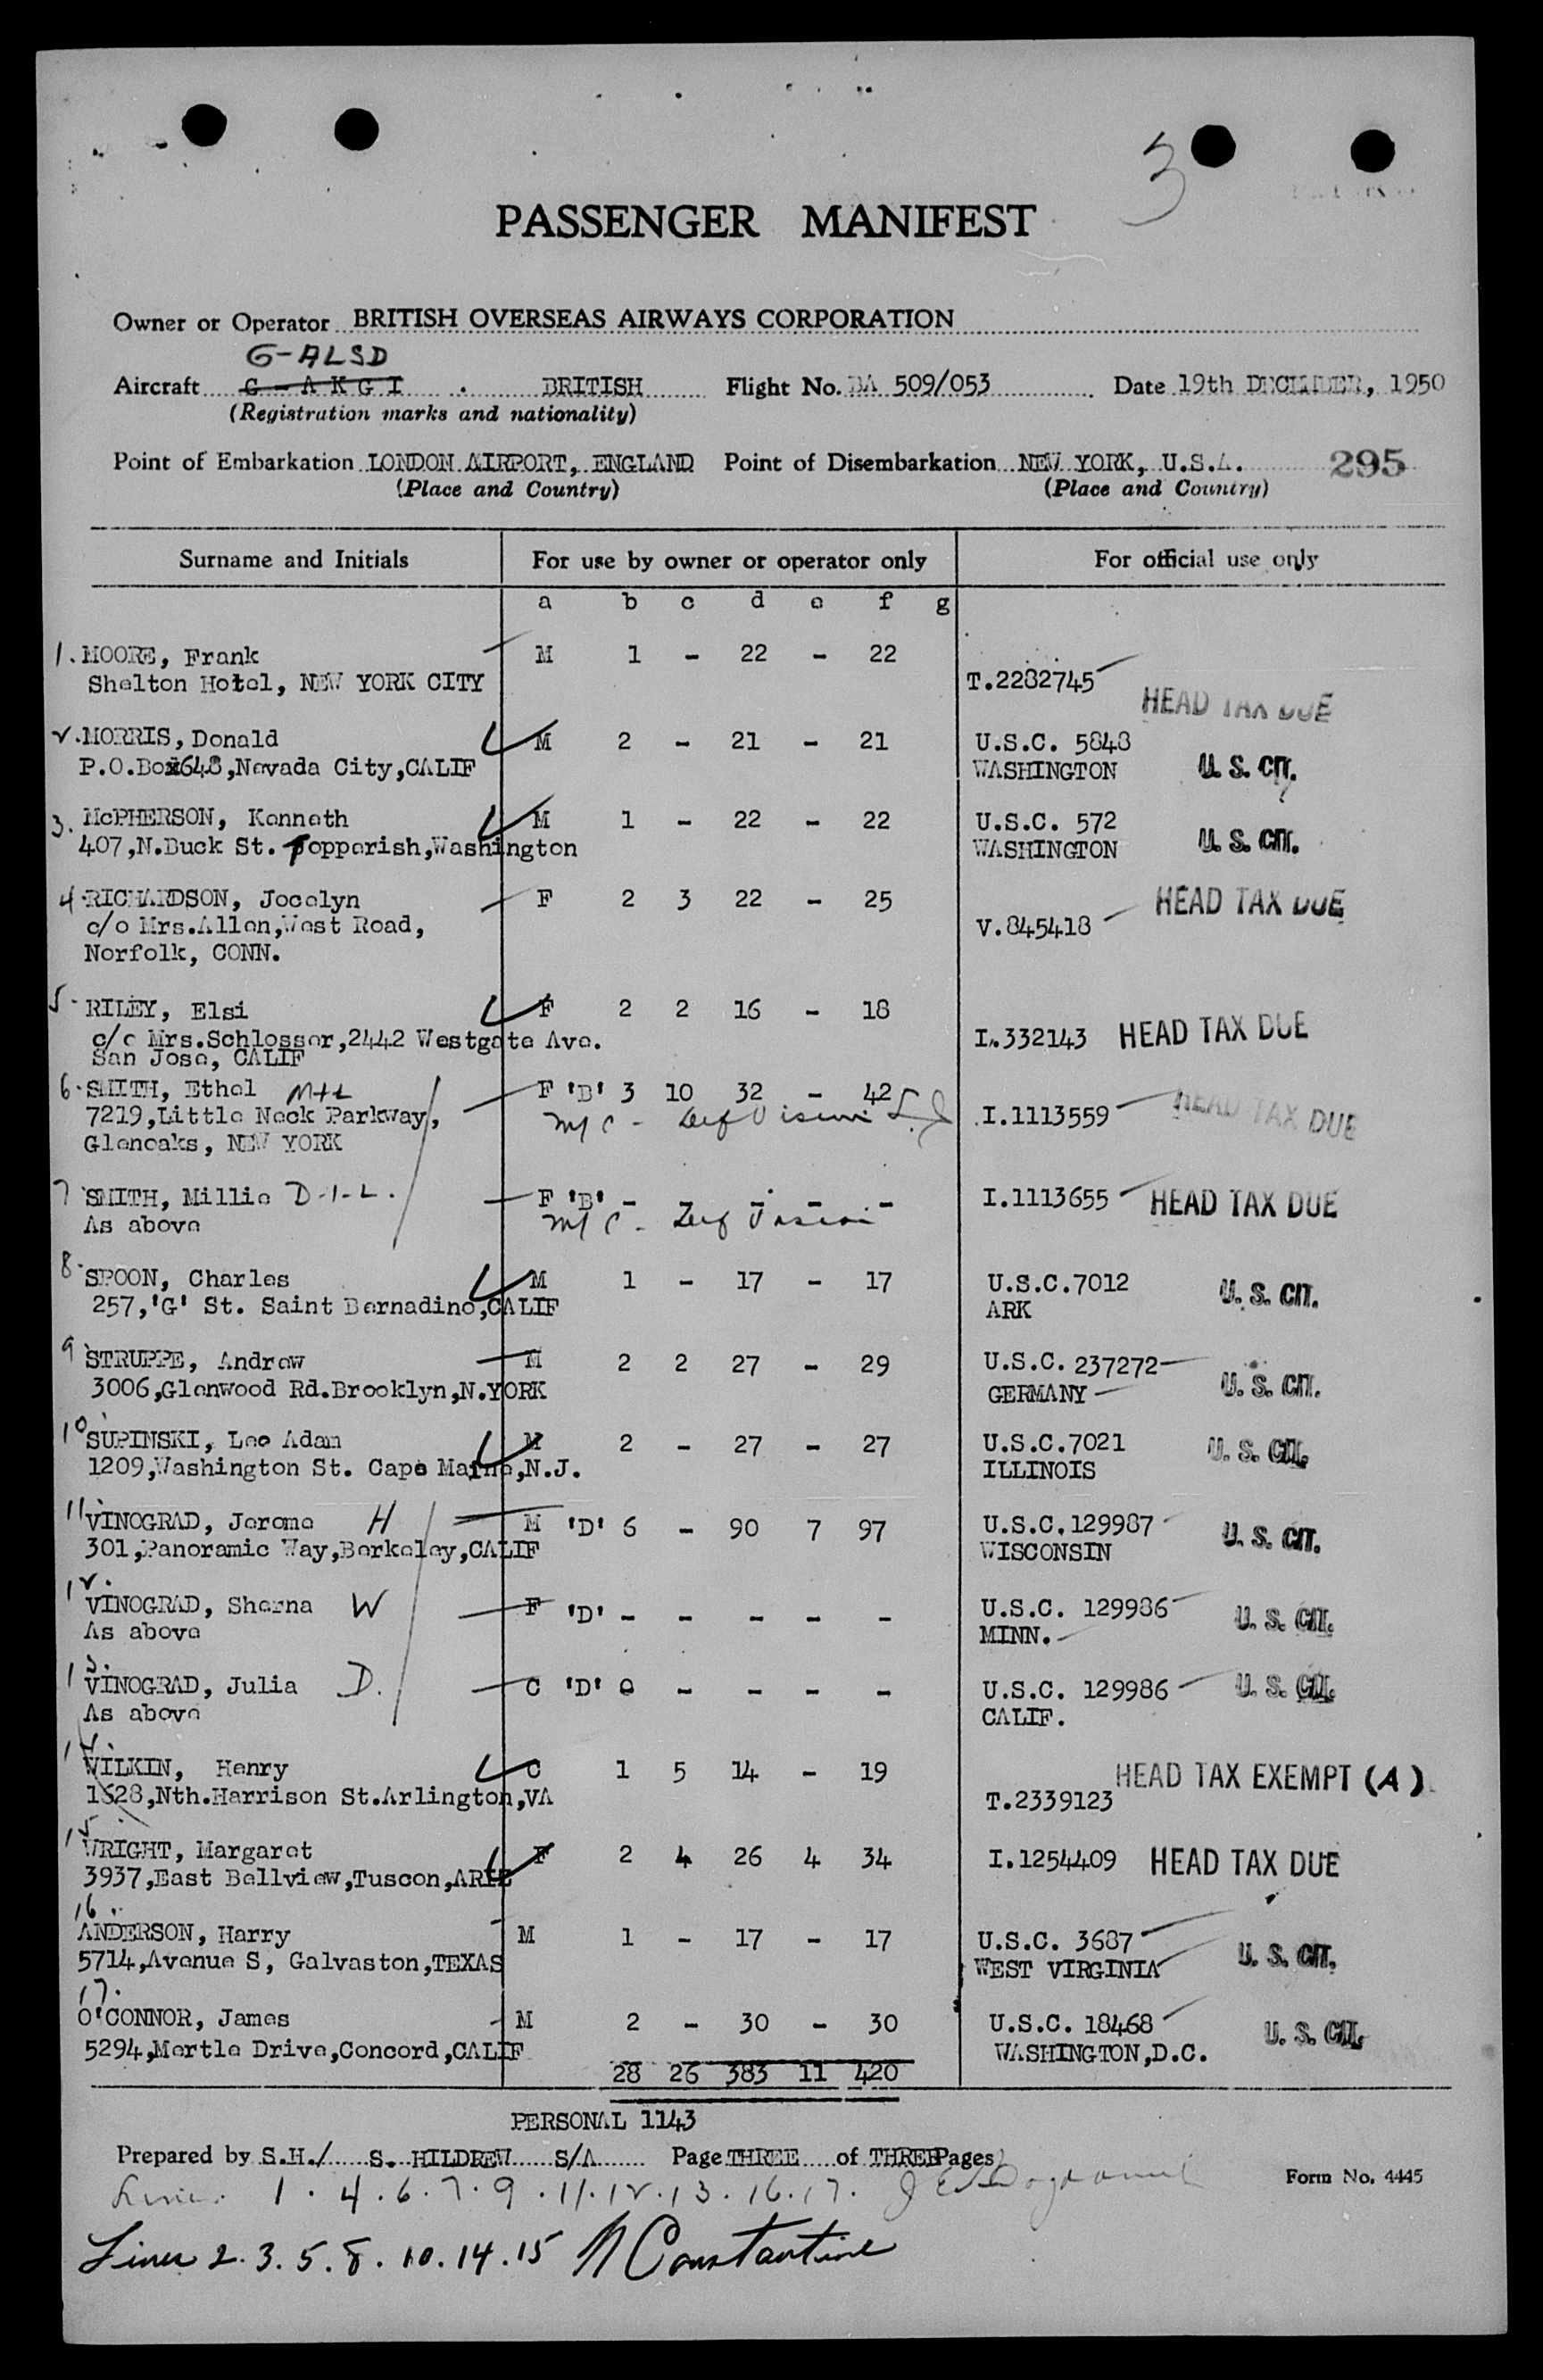 3
PASSENGER MANIFEST
Owner or Operator BRITISH OVERSEAS AIRWAYS CORPORATION
G-ALSD
Aircraft G-AKGI . BRITISH Flight No. BA 509/053 Date 19th DECEMBER, 1950
(Registration marks and nationality)
Point of Embarkation LONDON AIRPORT, ENGLAND Point of Disembarkation NEW YORK, U.S.A. 295
(Place and Country) (Place and Country)
Surname and Initials For use by owner or operator only For official use only
a b c d e f g
1. MOORE, Frank M 1 - 22 - 22
Shelton Hotel, NEW YORK CITY T.2282745 HEAD TAX DUE
2. MORRIS, Donald M 2 - 21 - 21 U.S.C. 5848
P.O.Box648,Nevada City,CALIF WASHINGTON U. S. CIT.
3. McPHERSON, Kenneth M 1 - 22 - 22 U.S.C. 572
407,N.Buck St. Topperish,Washington WASHINGTON U. S. CIT.
4. RICHARDSON, Jocelyn F 2 3 22 - 25 HEAD TAX DUE
c/o Mrs.Allen,West Road, V.845418
Norfolk, CONN.
5. RILEY, Elsi F 2 2 16 - 18
c/o Mrs.Schlosser,2442 Westgate Ave. I.332143 HEAD TAX DUE
San Jose, CALIF
6. SMITH, Ethel M+L F 'B' 3 10 32 - 42
7219,Little Neck Parkway, I.1113559 HEAD TAX DUE
Glenoaks, NEW YORK
7. SMITH, Millie D-I-L. F 'B' - - - - - I.1113655 HEAD TAX DUE
As above
8. SPOON, Charles M 1 - 17 - 17 U.S.C.7012
257,'G' St. Saint Bernadino,CALIF ARK U. S. CIT.
9 STRUPPE, Andrew M 2 2 27 - 29 U.S.C. 237272
3006,Glenwood Rd.Brooklyn,N.YORK GERMANY U. S. CIT.
10 SUPINSKI, Leo Adam M 2 - 27 - 27 U.S.C.7021
1209,Washington St. Cape Maine,N.J. ILLINOIS U. S. CIT.
11 VINOGRAD, Jerome H M 'D' 6 - 90 7 97 U.S.C.129987
301,Panoramic Way,Berkeley,CALIF WISCONSIN U. S. CIT.
12. VINOGRAD, Sherna W F 'D' - - - - - U.S.C. 129986
As above MINN. U. S. CIT.
13. VINOGRAD, Julia D. C 'D' 0 - - - - U.S.C. 129986 U. S. CIT.
As above CALIF.
14. WILKIN, Henry C 1 5 14 - 19 HEAD TAX EXEMPT (A)
1628,Nth.Harrison St.Arlington,VA T.2339123
15 WRIGHT, Margaret F 2 4 26 4 34 I.1254409 HEAD TAX DUE
3937,East Bellview,Tuscon,ARIZ
16. ANDERSON, Harry M 1 - 17 - 17 U.S.C. 3687
5714,Avenue S, Galvaston,TEXAS WEST VIRGINIA U. S. CIT.
17. O'CONNOR, James M 2 - 30 - 30 U.S.C. 18468 U. S. CIT.
5294,Mertle Drive,Concord,CALIF WASHINGTON,D.C.
28 26 383 11 420
PERSONAL 1143
Prepared by S.H./ S. HILDREW S/A Page THREE of THREE Pages
Form No. 4445
Lines 1. 4. 6. 7. 9. 11. 12. 13. 16. 17.
Lines 2. 3. 5. 8. 10. 14. 15 N Constantine